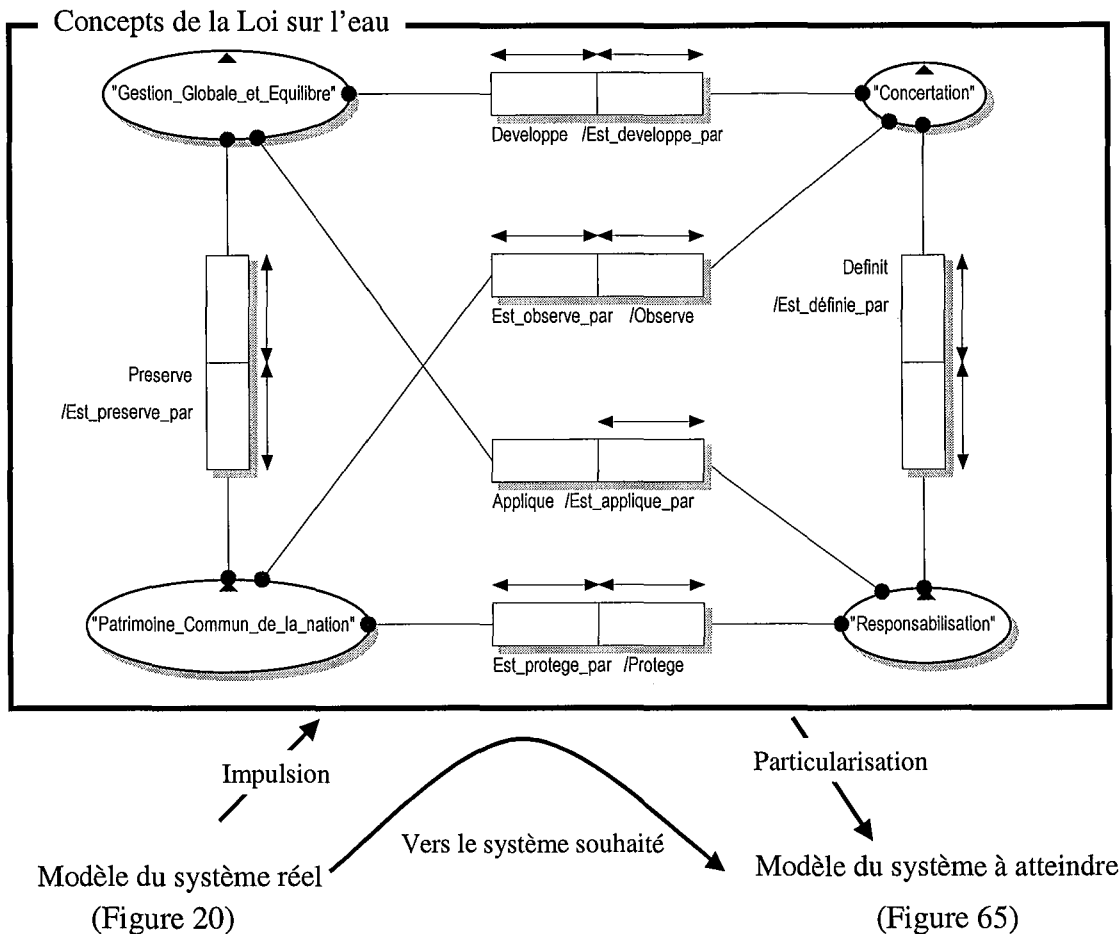 Concepts de la Loi sur l'eau
"Gestion_Globale_et_Equilibre"
"Concertation"
Developpe /Est_developpe_par
Est_observe_par /Observe
Definit
/Est_définie_par
Preserve
/Est_preserve_par
Applique /Est_applique_par
"Patrimoine_Commun_de_la_nation"
"Responsabilisation"
Est_protege_par /Protege
Impulsion
Particularisation
Vers le système souhaité
Modèle du système réel
(Figure 20)
Modèle du système à atteindre
(Figure 65)